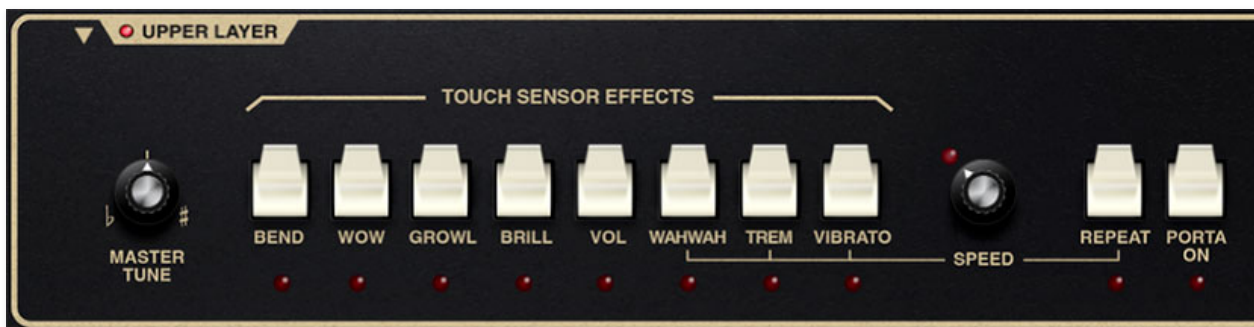 UPPER LAYER
TOUCH SENSOR EFFECTS
♭ ♯
MASTER
TUNE
BEND WOW GROWL BRILL VOL WAHWAH TREM VIBRATO
SPEED
REPEAT PORTA
ON